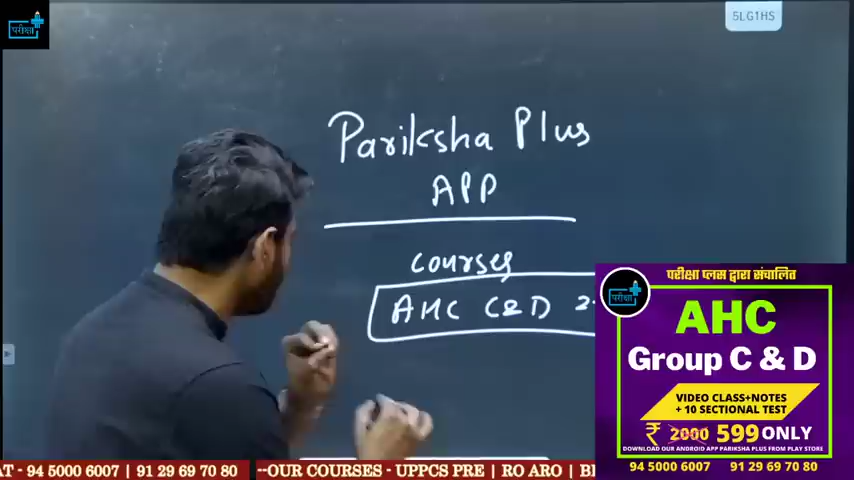 परीक्षा
5LG1HS
Pariksha Plus
APP
courses
AHC C&D
परीक्षा प्लस द्वारा संचालित
परीक्षा
AHC
Group C & D
VIDEO CLASS+NOTES
+ 10 SECTIONAL TEST
₹ 2000 599 ONLY
DOWNLOAD OUR ANDROID APP PARIKSHA PLUS FROM PLAY STORE
94 5000 6007 91 29 69 70 80
AT - 94 5000 6007 | 91 29 69 70 80 --OUR COURSES - UPPCS PRE | RO ARO |